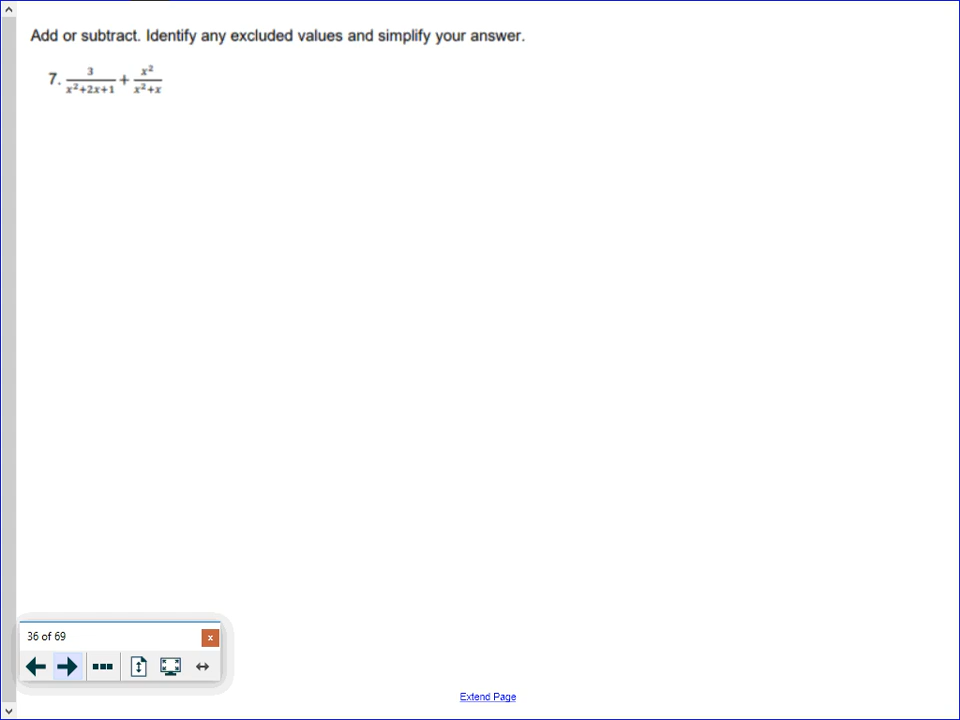 Add or subtract. Identify any excluded values and simplify your answer.
7. 3/(x²+2x+1) + x²/(x²+x)
36 of 69
x
Extend Page